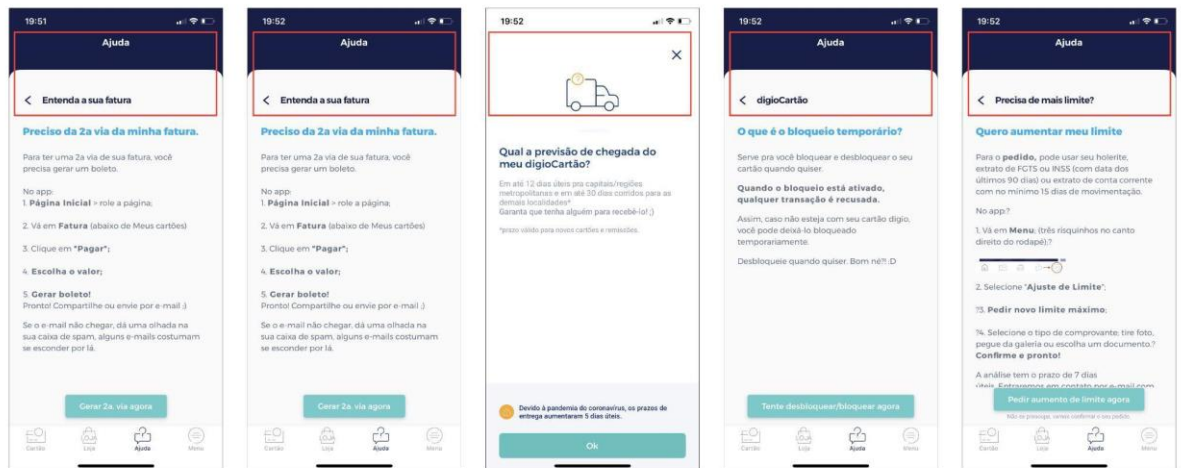 19:51
Ajuda
Entenda a sua fatura
Preciso da 2a via da minha fatura.
Para ter uma 2a via de sua fatura, você
precisa gerar um boleto.
No app:
1. Página Inicial > role a página;
2. Vá em Fatura (abaixo de Meus cartões)
3. Clique em "Pagar";
4. Escolha o valor;
5. Gerar boleto!
Pronto! Compartilhe ou envie por e-mail ;)
Se o e-mail não chegar, dá uma olhada na
sua caixa de spam, alguns e-mails costumam
se esconder por lá.
Gerar 2a. via agora
Cartão
Loja
Ajuda
Menu
19:52
Ajuda
Entenda a sua fatura
Preciso da 2a via da minha fatura.
Para ter uma 2a via de sua fatura, você
precisa gerar um boleto.
No app:
1. Página Inicial > role a página;
2. Vá em Fatura (abaixo de Meus cartões)
3. Clique em "Pagar";
4. Escolha o valor;
5. Gerar boleto!
Pronto! Compartilhe ou envie por e-mail ;)
Se o e-mail não chegar, dá uma olhada na
sua caixa de spam, alguns e-mails costumam
se esconder por lá.
Gerar 2a. via agora
Cartão
Loja
Ajuda
Menu
19:52
Qual a previsão de chegada do
meu digioCartão?
Em até 12 dias úteis pra capitais/regiões
metropolitanas e em até 30 dias corridos para as
demais localidades*
Garanta que tenha alguém para recebê-lo! ;)
*prazo válido para novos cartões e reemissões.
Devido à pandemia do coronavírus, os prazos de
entrega aumentaram 5 dias úteis.
Ok
19:52
Ajuda
digioCartão
O que é o bloqueio temporário?
Serve pra você bloquear e desbloquear o seu
cartão quando quiser.
Quando o bloqueio está ativado,
qualquer transação é recusada.
Assim, caso não esteja com seu cartão digio,
você pode deixá-lo bloqueado
temporariamente.
Desbloqueie quando quiser. Bom né?! :D
Tente desbloquear/bloquear agora
Cartão
Loja
Ajuda
Menu
19:52
Ajuda
Precisa de mais limite?
Quero aumentar meu limite
Para o pedido, pode usar seu holerite,
extrato de FGTS ou INSS (com data dos
últimos 90 dias) ou extrato de conta corrente
com no mínimo 15 dias de movimentação.
No app:?
1. Vá em Menu, (três risquinhos no canto
direito do rodapé);?
2. Selecione "Ajuste de Limite";
?3. Pedir novo limite máximo;
?4. Selecione o tipo de comprovante: tire foto,
pegue da galeria ou escolha um documento.?
Confirme e pronto!
A análise tem o prazo de 7 dias
úteis. Entraremos em contato por e-mail com
Pedir aumento de limite agora
Não se preocupe, vamos confirmar o seu pedido.
Cartão
Loja
Ajuda
Menu